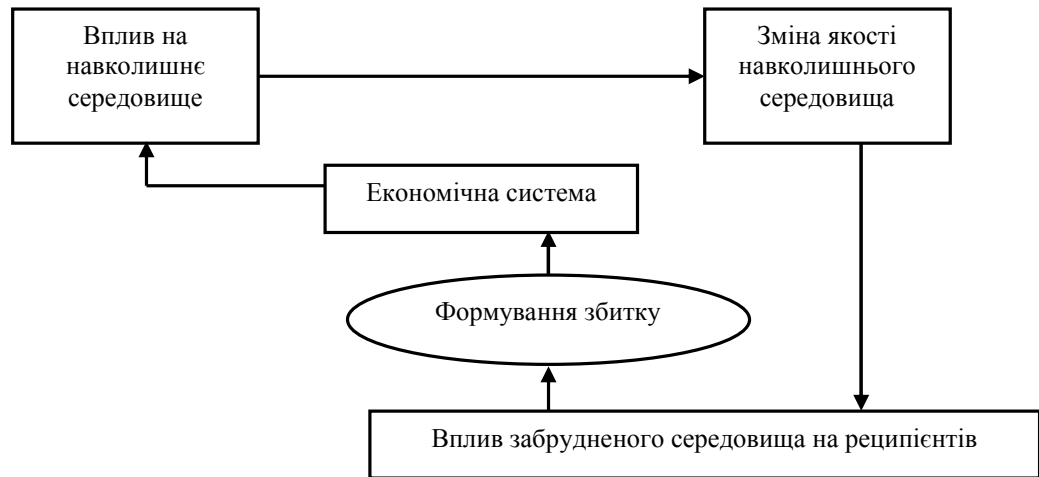 Вплив на
навколишнє
середовище
Зміна якості
навколишнього
середовища
Економічна система
Формування збитку
Вплив забрудненого середовища на реципієнтів